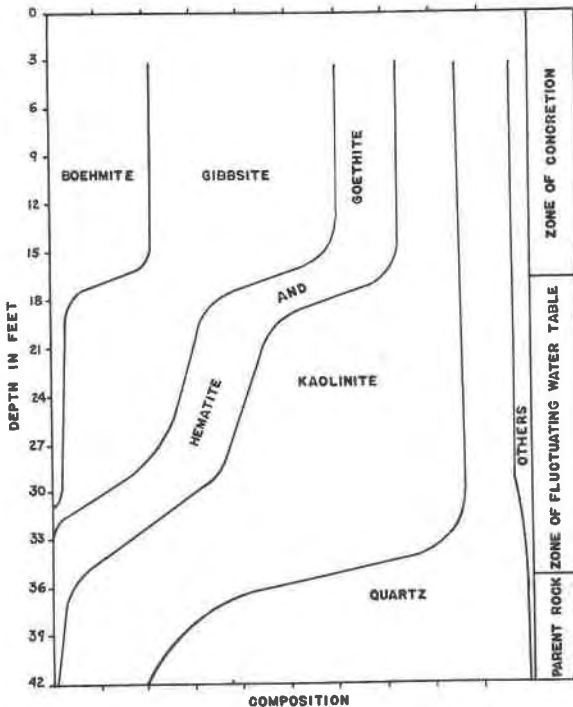 0
3
6
9
12
15
18
21
24
27
30
33
36
39
42
DEPTH IN FEET
BOEHMITE
GIBBSITE
GOETHITE
AND
HEMATITE
KAOLINITE
QUARTZ
OTHERS
ZONE OF CONCRETION
ZONE OF FLUCTUATING WATER TABLE
PARENT ROCK
COMPOSITION